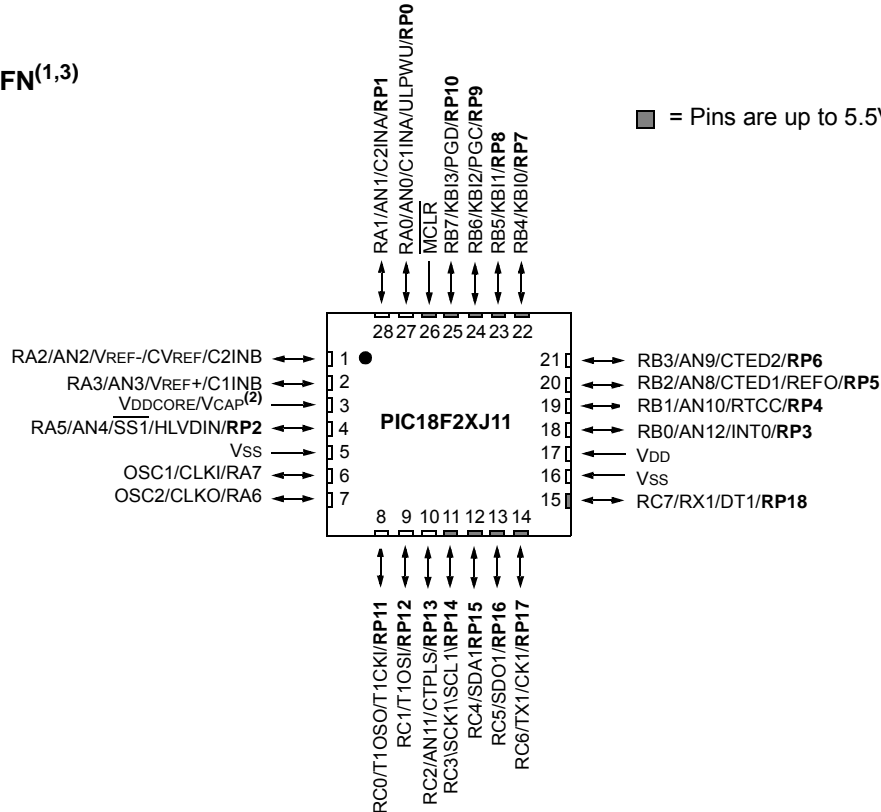 FN(1,3)
= Pins are up to 5.5V
RA1/AN1/C2INA/RP1
RA0/AN0/C1INA/ULPWU/RP0
MCLR
RB7/KBI3/PGD/RP10
RB6/KBI2/PGC/RP9
RB5/KBI1/RP8
RB4/KBI0/RP7
28 27 26 25 24 23 22
RA2/AN2/VREF-/CVREF/C2INB 1
RA3/AN3/VREF+/C1INB 2
VDDCORE/VCAP(2) 3
RA5/AN4/SS1/HLVDIN/RP2 4
VSS 5
OSC1/CLKI/RA7 6
OSC2/CLKO/RA6 7
PIC18F2XJ11
21 RB3/AN9/CTED2/RP6
20 RB2/AN8/CTED1/REFO/RP5
19 RB1/AN10/RTCC/RP4
18 RB0/AN12/INT0/RP3
17 VDD
16 VSS
15 RC7/RX1/DT1/RP18
8 9 10 11 12 13 14
RC0/T1OSO/T1CKI/RP11
RC1/T1OSI/RP12
RC2/AN11/CTPLS/RP13
RC3\SCK1\SCL1\RP14
RC4/SDA1RP15
RC5/SDO1/RP16
RC6/TX1/CK1/RP17